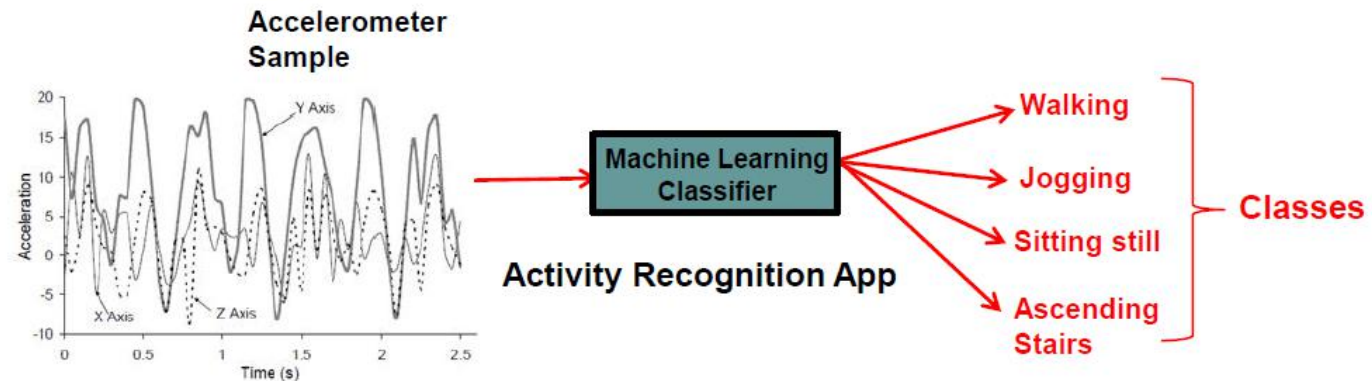 Accelerometer
Sample
20
15
10
5
0
-5
-10
Acceleration
Y Axis
X Axis
Z Axis
0
0.5
1
1.5
2
2.5
Time (s)
Machine Learning
Classifier
Activity Recognition App
Walking
Jogging
Sitting still
Ascending
Stairs
Classes